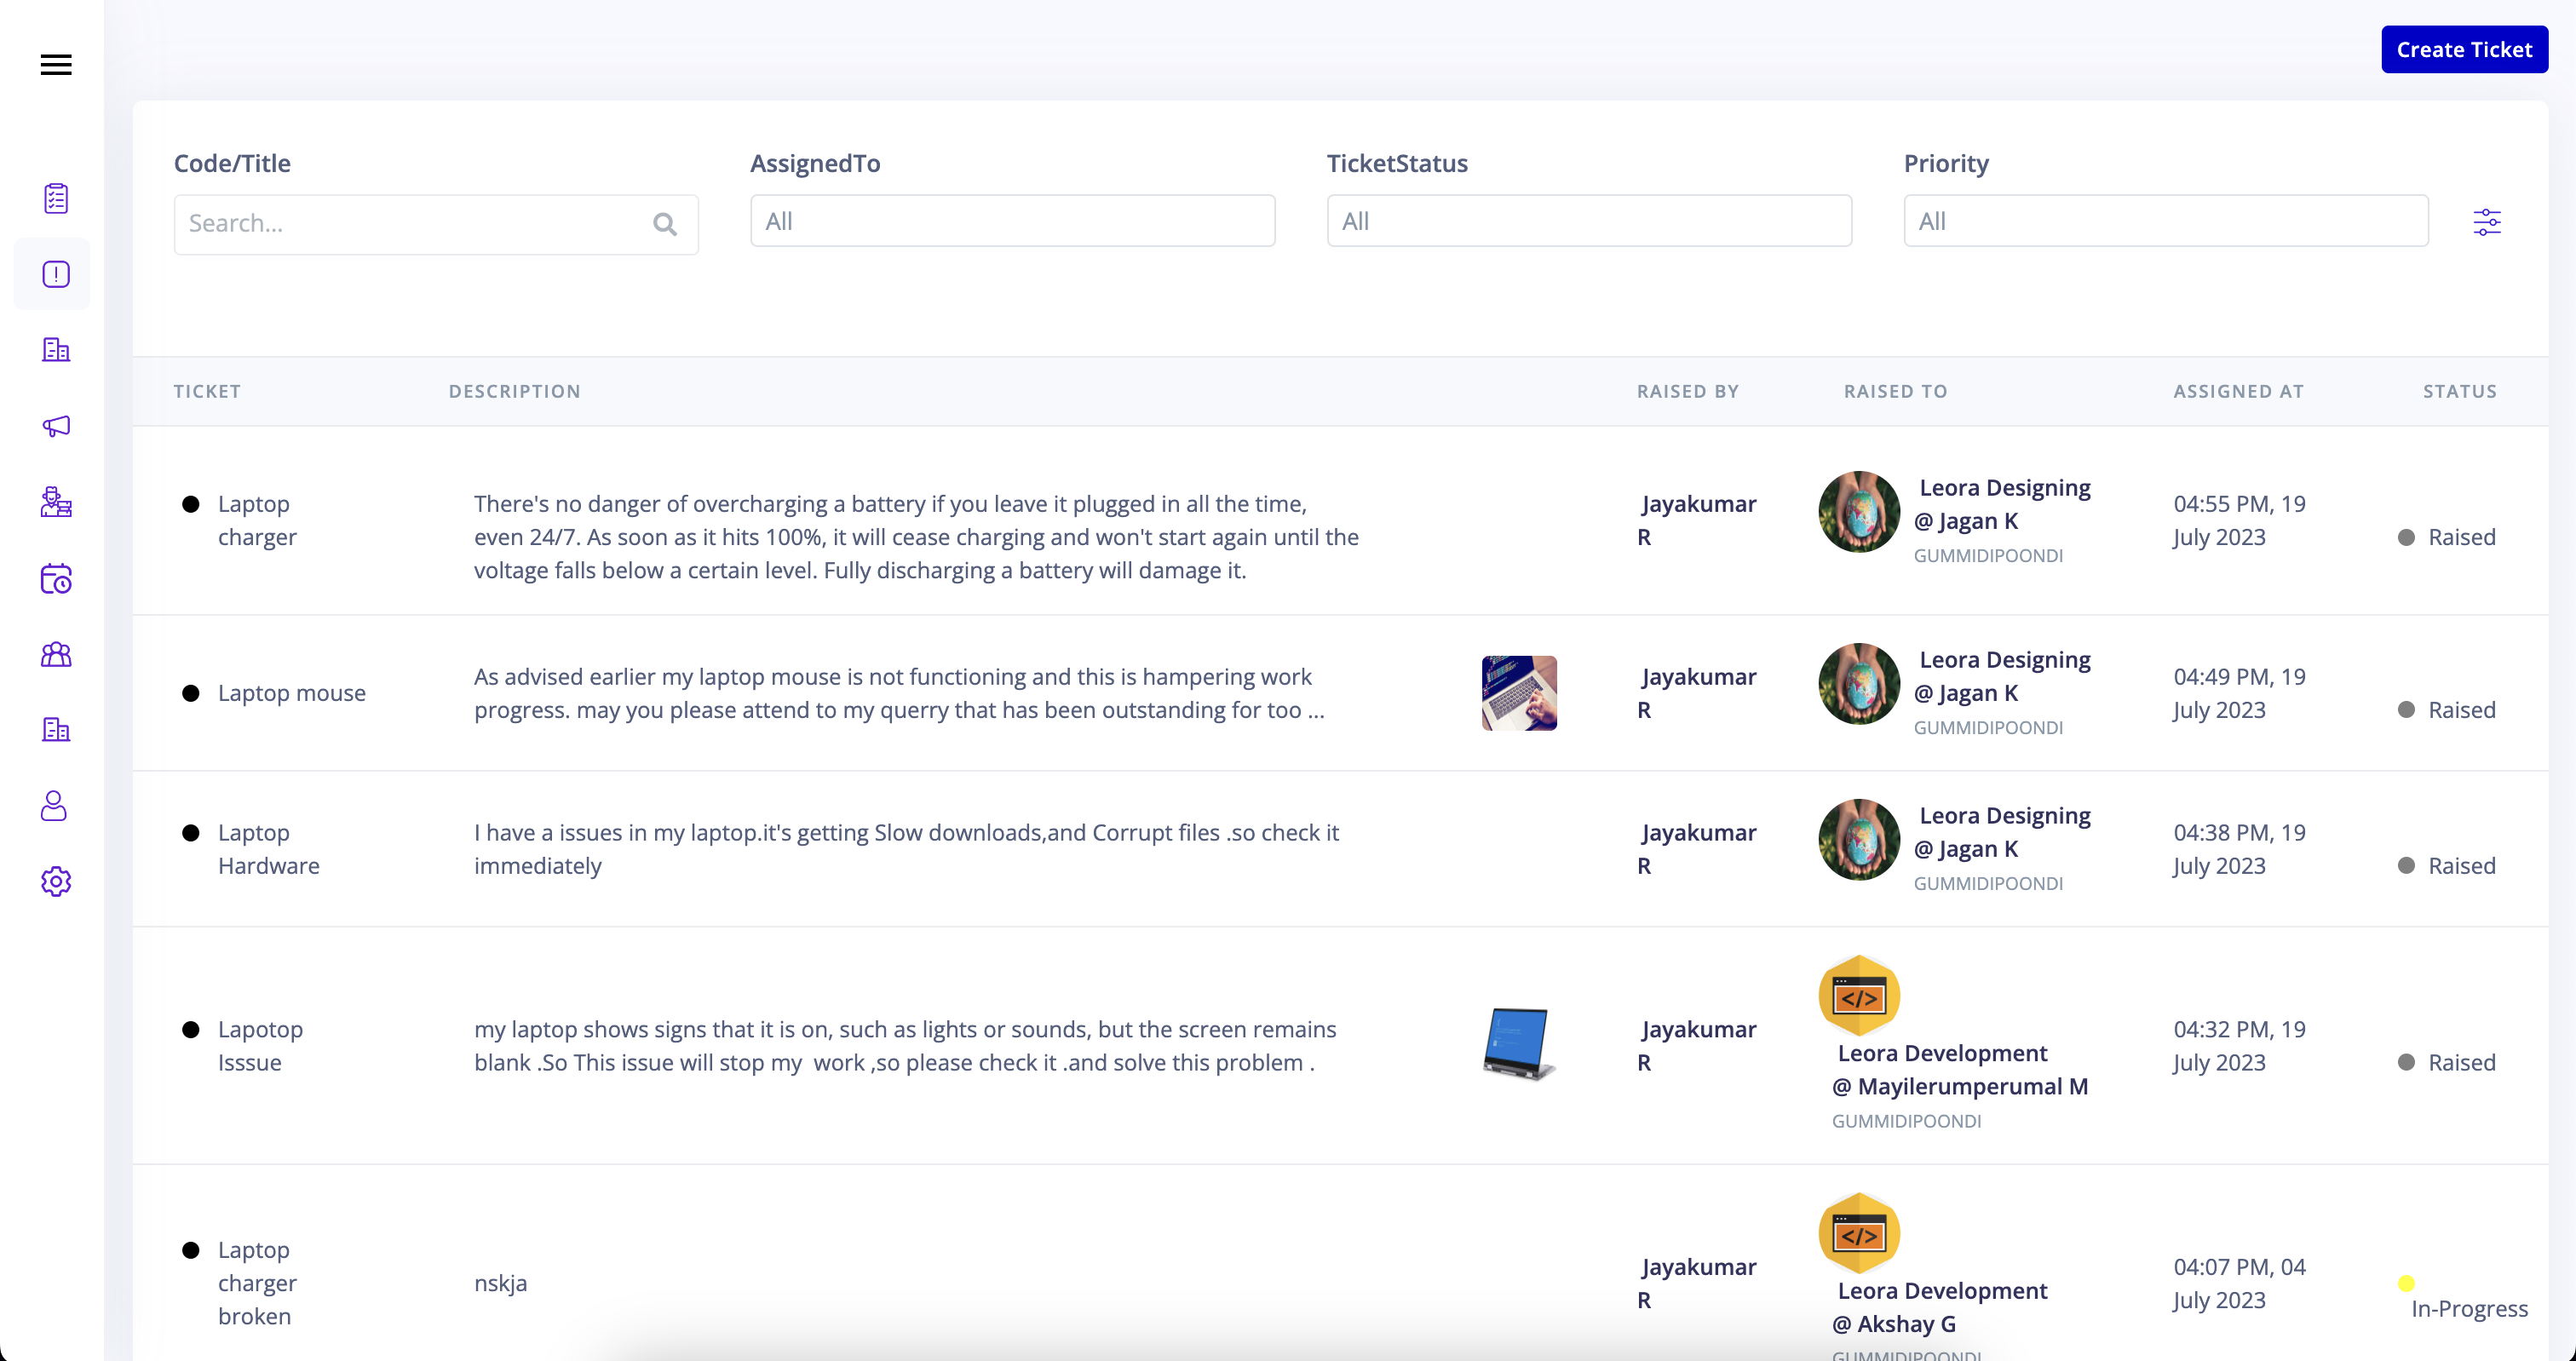 Create Ticket
Code/Title
AssignedTo
TicketStatus
Priority
Search...
All
All
All
TICKET
DESCRIPTION
RAISED BY
RAISED TO
ASSIGNED AT
STATUS
Laptop
charger
There's no danger of overcharging a battery if you leave it plugged in all the time,
even 24/7. As soon as it hits 100%, it will cease charging and won't start again until the
voltage falls below a certain level. Fully discharging a battery will damage it.
Jayakumar
R
Leora Designing
@ Jagan K
GUMMIDIPOONDI
04:55 PM, 19
July 2023
Raised
Laptop mouse
As advised earlier my laptop mouse is not functioning and this is hampering work
progress. may you please attend to my querry that has been outstanding for too ...
Jayakumar
R
Leora Designing
@ Jagan K
GUMMIDIPOONDI
04:49 PM, 19
July 2023
Raised
Laptop
Hardware
I have a issues in my laptop.it's getting Slow downloads,and Corrupt files .so check it
immediately
Jayakumar
R
Leora Designing
@ Jagan K
GUMMIDIPOONDI
04:38 PM, 19
July 2023
Raised
Lapotop
Isssue
my laptop shows signs that it is on, such as lights or sounds, but the screen remains
blank .So This issue will stop my  work ,so please check it .and solve this problem .
Jayakumar
R
</>
Leora Development
@ Mayilerumperumal M
GUMMIDIPOONDI
04:32 PM, 19
July 2023
Raised
Laptop
charger
broken
nskja
Jayakumar
R
</>
Leora Development
@ Akshay G
GUMMIDIPOONDI
04:07 PM, 04
July 2023
In-Progress